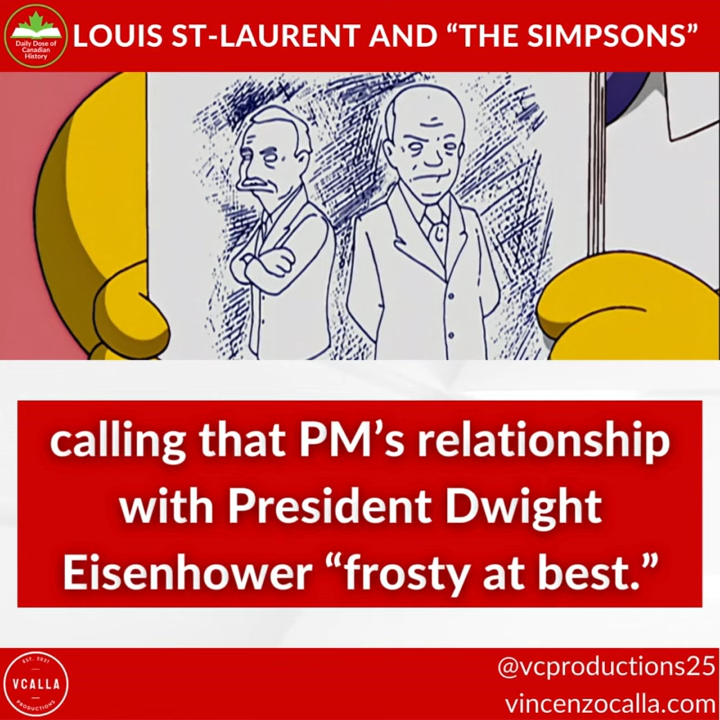 Daily Dose of
Canadian
History
LOUIS ST-LAURENT AND “THE SIMPSONS”
calling that PM’s relationship
with President Dwight
Eisenhower “frosty at best.”
EST. 2021
VCALLA
PRODUCTIONS
@vcproductions25
vincenzocalla.com